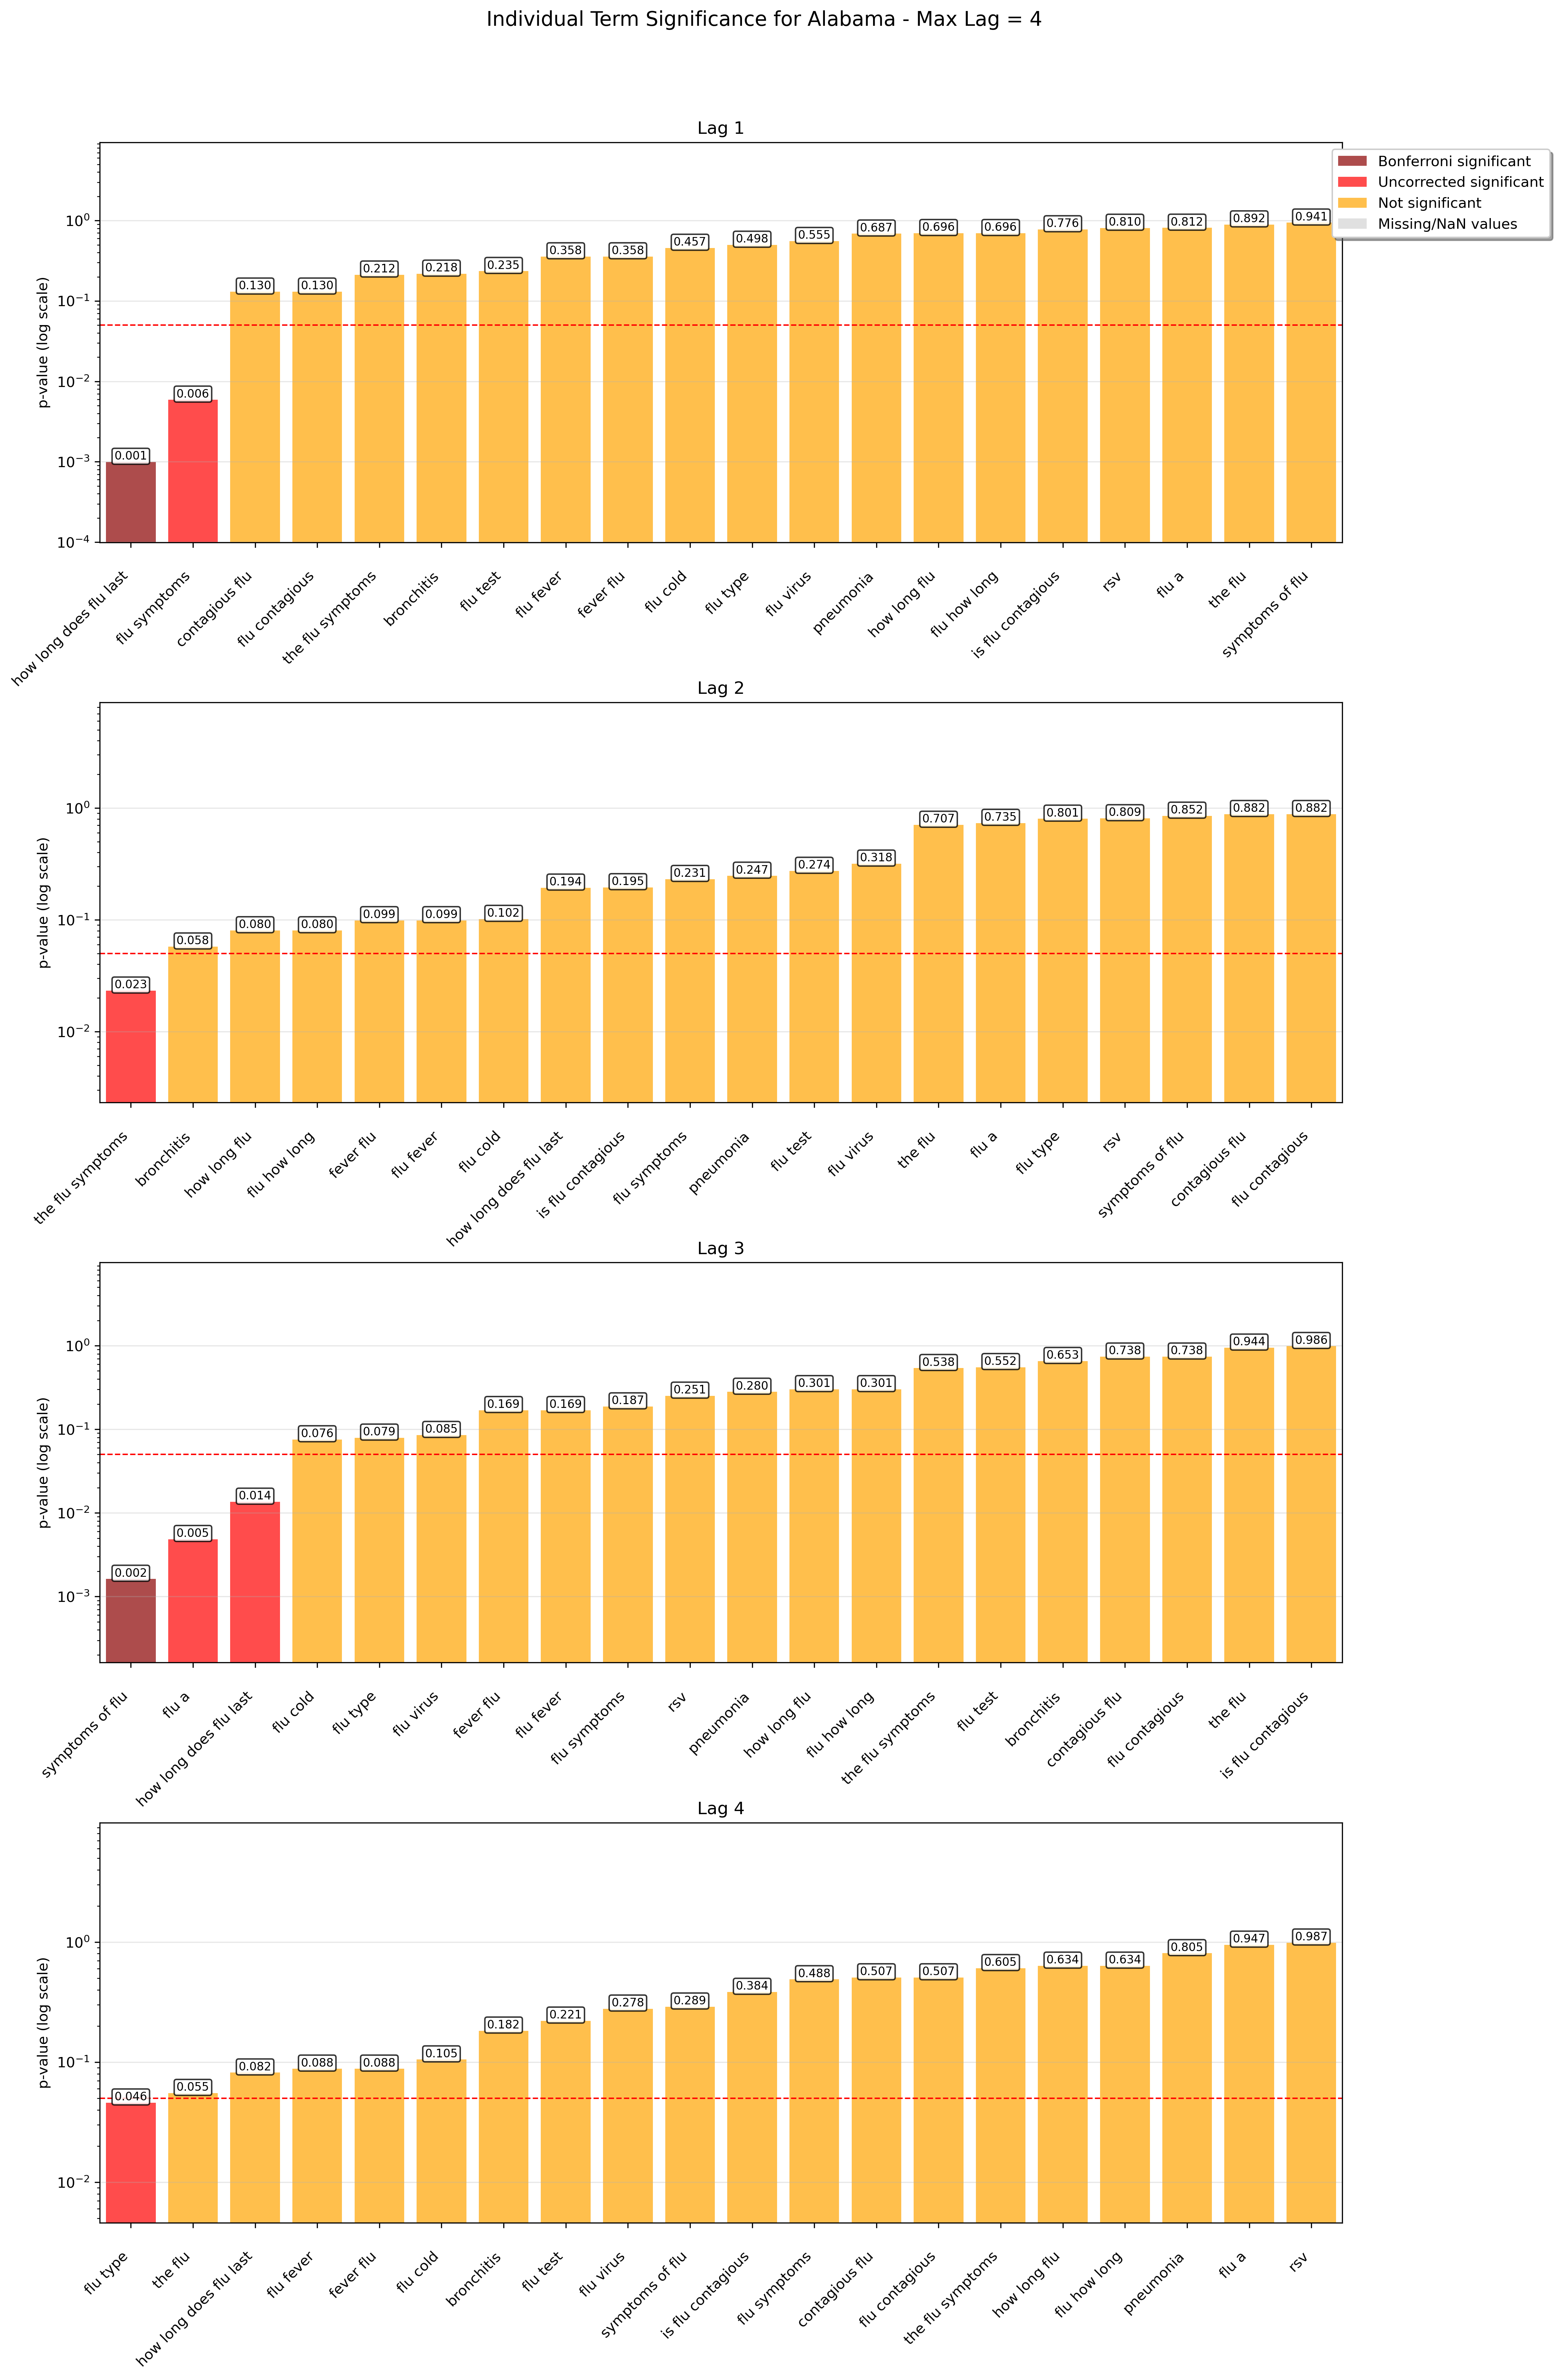 Individual Term Significance for Alabama - Max Lag = 4
Lag 1
Bonferroni significant
Uncorrected significant
Not significant
Missing/NaN values
p-value (log scale)
10⁰
10⁻¹
10⁻²
10⁻³
10⁻⁴
0.001 0.006 0.130 0.130 0.212 0.218 0.235 0.358 0.358 0.457 0.498 0.555 0.687 0.696 0.696 0.776 0.810 0.812 0.892 0.941
how long does flu last
flu symptoms
contagious flu
flu contagious
the flu symptoms
bronchitis
flu test
flu fever
fever flu
flu cold
flu type
flu virus
pneumonia
how long flu
flu how long
is flu contagious
rsv
flu a
the flu
symptoms of flu
Lag 2
p-value (log scale)
10⁰
10⁻¹
10⁻²
0.023 0.058 0.080 0.080 0.099 0.099 0.102 0.194 0.195 0.231 0.247 0.274 0.318 0.707 0.735 0.801 0.809 0.852 0.882 0.882
the flu symptoms
bronchitis
how long flu
flu how long
fever flu
flu fever
flu cold
how long does flu last
is flu contagious
flu symptoms
pneumonia
flu test
flu virus
the flu
flu a
flu type
rsv
symptoms of flu
contagious flu
flu contagious
Lag 3
p-value (log scale)
10⁰
10⁻¹
10⁻²
10⁻³
0.002 0.005 0.014 0.076 0.079 0.085 0.169 0.169 0.187 0.251 0.280 0.301 0.301 0.538 0.552 0.653 0.738 0.738 0.944 0.986
symptoms of flu
flu a
how long does flu last
flu cold
flu type
flu virus
fever flu
flu fever
flu symptoms
rsv
pneumonia
how long flu
flu how long
the flu symptoms
flu test
bronchitis
contagious flu
flu contagious
the flu
is flu contagious
Lag 4
p-value (log scale)
10⁰
10⁻¹
10⁻²
0.046 0.055 0.082 0.088 0.088 0.105 0.182 0.221 0.278 0.289 0.384 0.488 0.507 0.507 0.605 0.634 0.634 0.805 0.947 0.987
flu type
the flu
how long does flu last
flu fever
fever flu
flu cold
bronchitis
flu test
flu virus
symptoms of flu
is flu contagious
flu symptoms
contagious flu
flu contagious
the flu symptoms
how long flu
flu how long
pneumonia
flu a
rsv